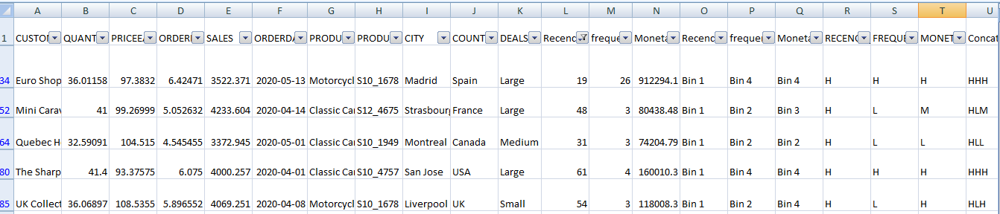 A B C D E F G H I J K L M N O P Q R S T U
1 CUSTO QUANT PRICEE ORDERI SALES ORDERDA PRODU PRODU CITY COUNT DEALS Recenc freque Moneta Recenc freque Moneta RECENC FREQUE MONET Concat
34 Euro Shop 36.01158 97.3832 6.42471 3522.371 2020-05-13 Motorcycl S10_1678 Madrid Spain Large 19 26 912294.1 Bin 1 Bin 4 Bin 4 H H H HHH
52 Mini Carav 41 99.26999 5.052632 4233.604 2020-04-14 Classic Car S12_4675 Strasbourg France Large 48 3 80438.48 Bin 1 Bin 2 Bin 3 H L M HLM
64 Quebec H 32.59091 104.515 4.545455 3372.945 2020-05-01 Classic Car S10_1949 Montreal Canada Medium 31 3 74204.79 Bin 1 Bin 2 Bin 2 H L L HLL
80 The Sharp 41.4 93.37575 6.075 4000.257 2020-04-01 Classic Car S10_4757 San Jose USA Large 61 4 160010.3 Bin 1 Bin 4 Bin 4 H H H HHH
85 UK Collect 36.06897 108.5355 5.896552 4069.251 2020-04-08 Motorcycl S10_1678 Liverpool UK Small 54 3 118008.3 Bin 1 Bin 2 Bin 4 H L H HLH